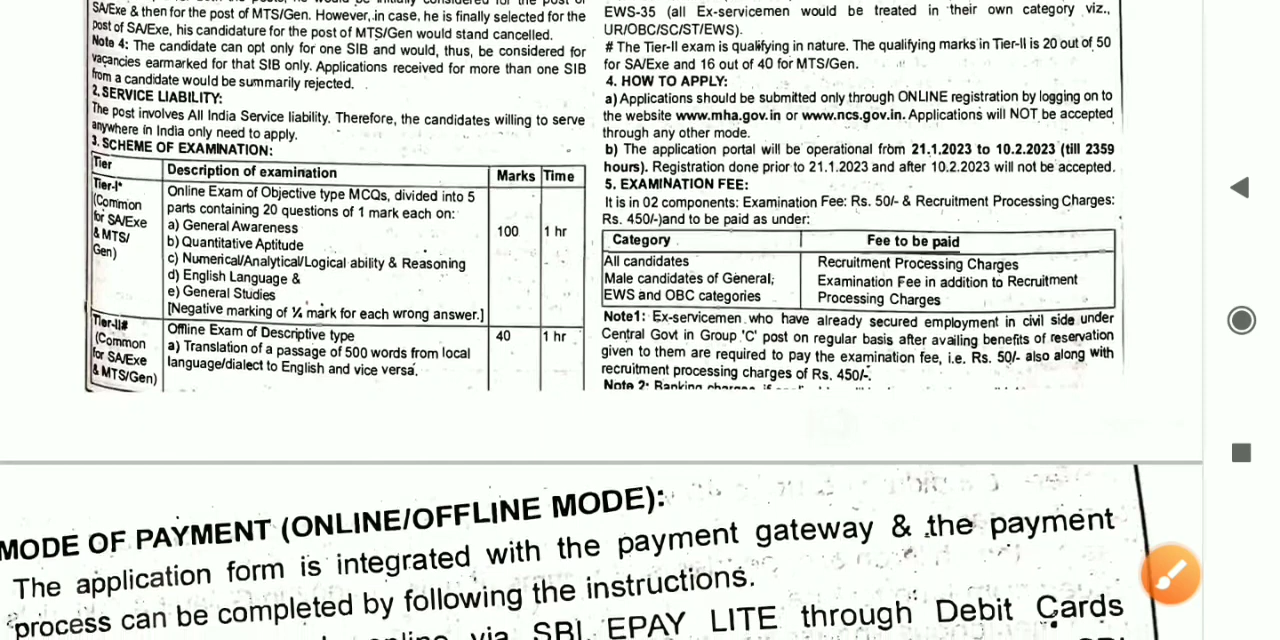 SA/Exe & then for the post of MTS/Gen. However, in case, he is finally selected for the
post of SA/Exe, his candidature for the post of MTS/Gen would stand cancelled.
Note 4: The candidate can opt only for one SIB and would, thus, be considered for
vacancies earmarked for that SIB only. Applications received for more than one SIB
from a candidate would be summarily rejected.
2. SERVICE LIABILITY:
The post involves All India Service liability. Therefore, the candidates willing to serve
anywhere in India only need to apply.
3. SCHEME OF EXAMINATION:
Tier Description of examination Marks Time
Tier-I* Online Exam of Objective type MCQs, divided into 5
(Common parts containing 20 questions of 1 mark each on:
for SA/Exe a) General Awareness 100 1 hr
& MTS/ b) Quantitative Aptitude
Gen) c) Numerical/Analytical/Logical ability & Reasoning
d) English Language &
e) General Studies
[Negative marking of ¼ mark for each wrong answer.]
Tier-II# Offline Exam of Descriptive type 40 1 hr
(Common a) Translation of a passage of 500 words from local
for SA/Exe language/dialect to English and vice versa.
& MTS/Gen)
EWS-35 (all Ex-servicemen would be treated in their own category viz.,
UR/OBC/SC/ST/EWS).
# The Tier-II exam is qualifying in nature. The qualifying marks in Tier-II is 20 out of 50
for SA/Exe and 16 out of 40 for MTS/Gen.
4. HOW TO APPLY:
a) Applications should be submitted only through ONLINE registration by logging on to
the website www.mha.gov.in or www.ncs.gov.in. Applications will NOT be accepted
through any other mode.
b) The application portal will be operational from 21.1.2023 to 10.2.2023 (till 2359
hours). Registration done prior to 21.1.2023 and after 10.2.2023 will not be accepted.
5. EXAMINATION FEE:
It is in 02 components: Examination Fee: Rs. 50/- & Recruitment Processing Charges:
Rs. 450/-)and to be paid as under:
Category Fee to be paid
All candidates Recruitment Processing Charges
Male candidates of General, Examination Fee in addition to Recruitment
EWS and OBC categories Processing Charges
Note1: Ex-servicemen who have already secured employment in civil side under
Central Govt in Group 'C' post on regular basis after availing benefits of reservation
given to them are required to pay the examination fee, i.e. Rs. 50/- also along with
recruitment processing charges of Rs. 450/-.
Note 2:
MODE OF PAYMENT (ONLINE/OFFLINE MODE):
The application form is integrated with the payment gateway & the payment
process can be completed by following the instructions.
via SBI EPAY LITE through Debit Cards